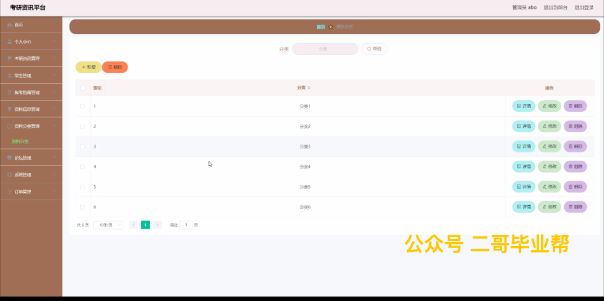 考研资讯平台
管理员 abo 退出到前台 退出登录
首页
个人中心
考研资讯管理
学生管理
报考指南管理
资料信息管理
资料分类管理
资料分类
论坛管理
系统管理
订单管理
首页
分类 分类 查询
新增 删除
索引 分类 操作
1 分类1 详情 修改 删除
2 分类2 详情 修改 删除
3 分类3 详情 修改 删除
4 分类4 详情 修改 删除
5 分类5 详情 修改 删除
6 分类6 详情 修改 删除
共 6 条 10条/页 1 前往 1 页
公众号 二哥毕业帮